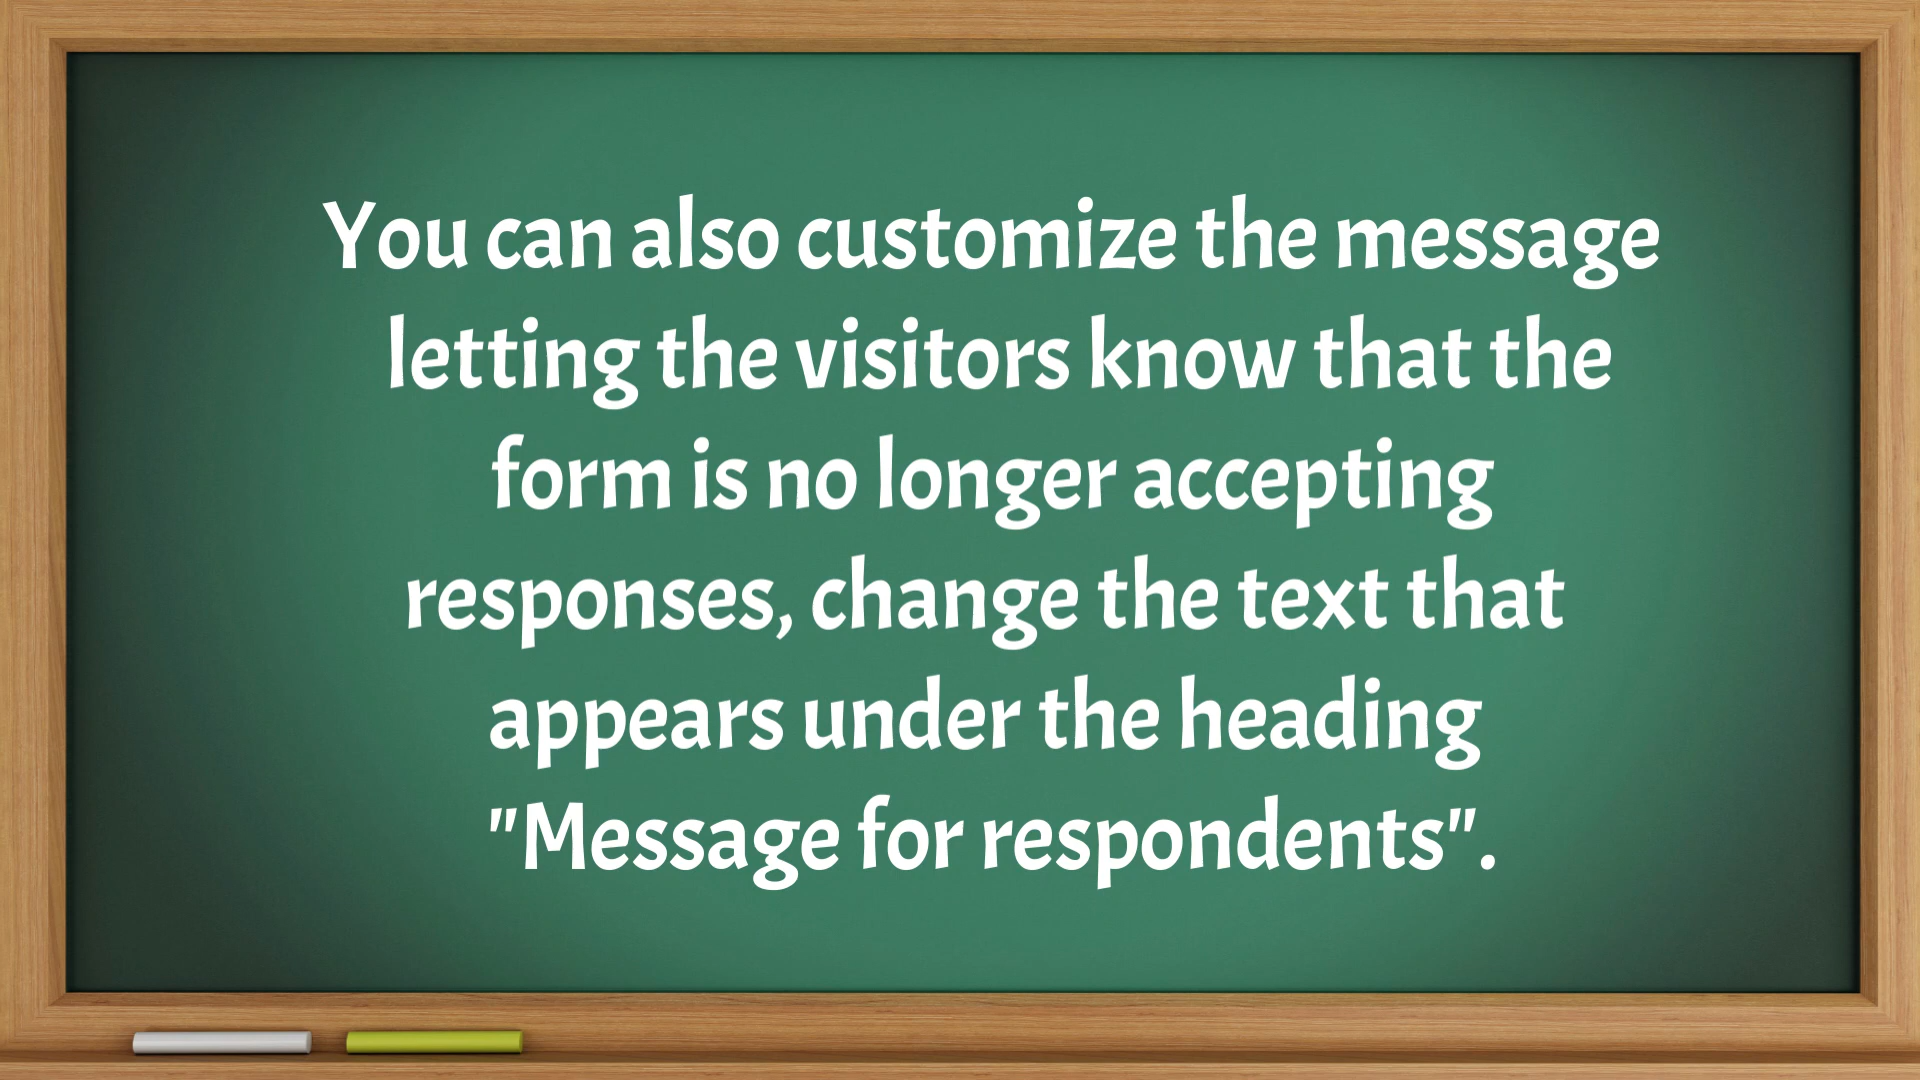 You can also customize the message
letting the visitors know that the
form is no longer accepting
responses, change the text that
appears under the heading
"Message for respondents".